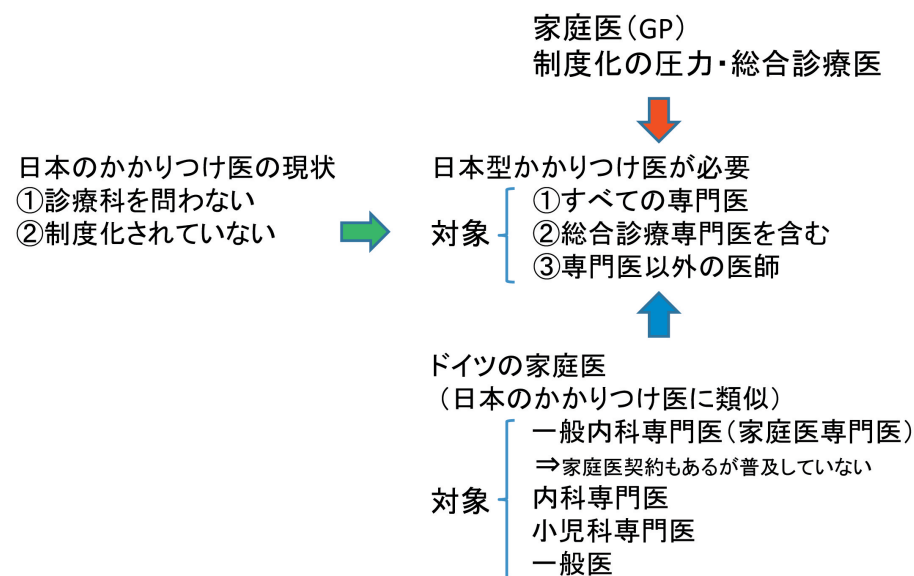 家庭医(GP)
制度化の圧力・総合診療医
日本のかかりつけ医の現状
①診療科を問わない
②制度化されていない
日本型かかりつけ医が必要
対象
①すべての専門医
②総合診療専門医を含む
③専門医以外の医師
ドイツの家庭医
(日本のかかりつけ医に類似)
対象
一般内科専門医(家庭医専門医)
⇒家庭医契約もあるが普及していない
内科専門医
小児科専門医
一般医